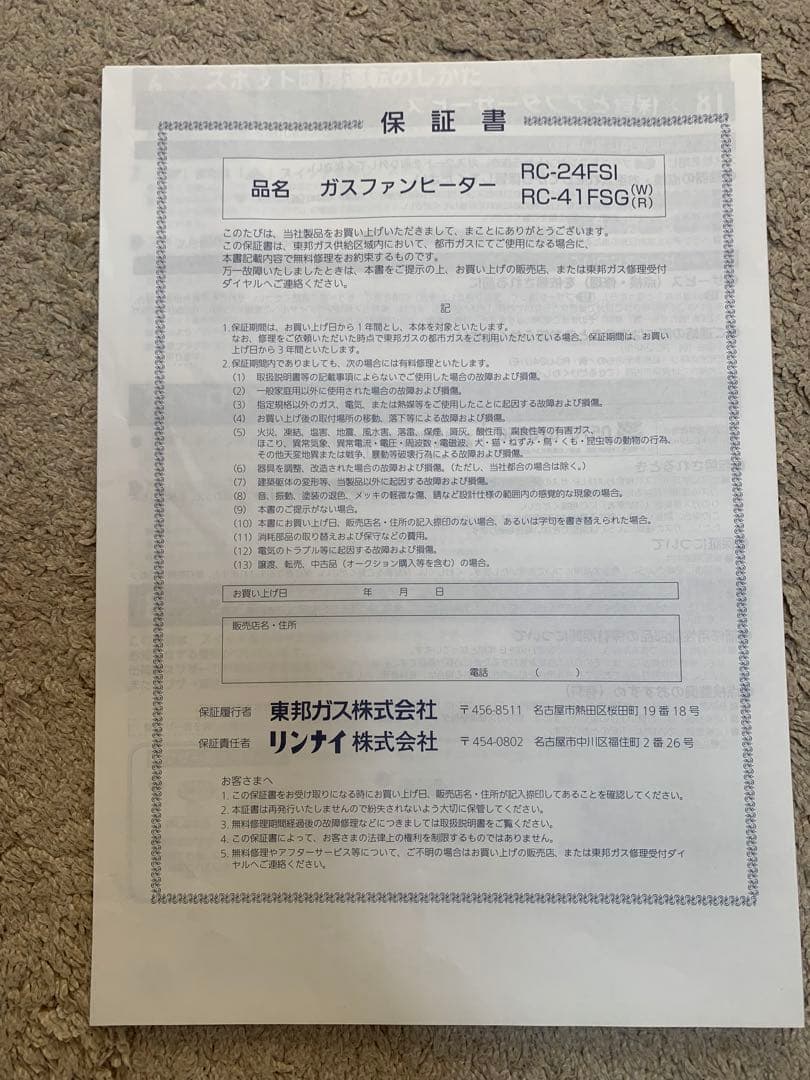 保証書
品名 ガスファンヒーター RC-24FSI
RC-41FSG(W)(R)
このたびは、当社製品をお買い上げいただきまして、まことにありがとうございます。
この保証書は、東邦ガス供給区域内において、都市ガスにてご使用になる場合に、
本書記載内容で無料修理をお約束するものです。
万一故障いたしましたときは、本書をご提示の上、お買い上げの販売店、または東邦ガス修理受付
ダイヤルへご連絡ください。
記
1.保証期間は、お買い上げ日から1年間とし、本体を対象といたします。
なお、修理をご依頼いただいた時点で東邦ガスの都市ガスをご利用いただいている場合、保証期間は、お買い
上げ日から3年間といたします。
2.保証期間内でありましても、次の場合には有料修理といたします。
(1) 取扱説明書等の記載事項によらないでご使用した場合の故障および損傷。
(2) 一般家庭用以外に使用された場合の故障および損傷。
(3) 指定規格以外のガス、電気、または熱媒等をご使用したことに起因する故障および損傷。
(4) お買い上げ後の取付場所の移動、落下等による故障および損傷。
(5) 火災、凍結、塩害、地震、風水害、落雷、煤煙、降灰、酸性雨、腐食性等の有害ガス、
ほこり、異常気象、異常電流・電圧・周波数・電磁波、犬・猫・ねずみ・鳥・くも・昆虫等の動物の行為、
その他天変地異または戦争、暴動等破壊行為による故障および損傷。
(6) 器具を調整、改造された場合の故障および損傷。(ただし、当社都合の場合は除く。)
(7) 建築躯体の変形等、当製品以外に起因する故障および損傷。
(8) 音、振動、塗装の退色、メッキの軽微な傷、錆など設計仕様の範囲内の感覚的な現象の場合。
(9) 本書のご提示がない場合。
(10) 本書にお買い上げ日、販売店名・住所の記入捺印のない場合、あるいは字句を書き替えられた場合。
(11) 消耗部品の取り替えおよび保守などの費用。
(12) 電気のトラブル等に起因する故障および損傷。
(13) 譲渡、転売、中古品(オークション購入等を含む)の場合。
お買い上げ日 年 月 日
販売店名・住所
電話 ( )
保証履行者 東邦ガス株式会社 〒456-8511 名古屋市熱田区桜田町19番18号
保証責任者 リンナイ株式会社 〒454-0802 名古屋市中川区福住町2番26号
お客さまへ
1. この保証書をお受け取りになる時にお買い上げ日、販売店名・住所が記入捺印してあることを確認してください。
2. 本証書は再発行いたしませんので紛失されないよう大切に保管してください。
3. 無料修理期間経過後の故障修理などにつきましては取扱説明書をご覧ください。
4. この保証書によって、お客さまの法律上の権利を制限するものではありません。
5. 無料修理やアフターサービス等について、ご不明の場合はお買い上げの販売店、または東邦ガス修理受付ダイ
ヤルへご連絡ください。